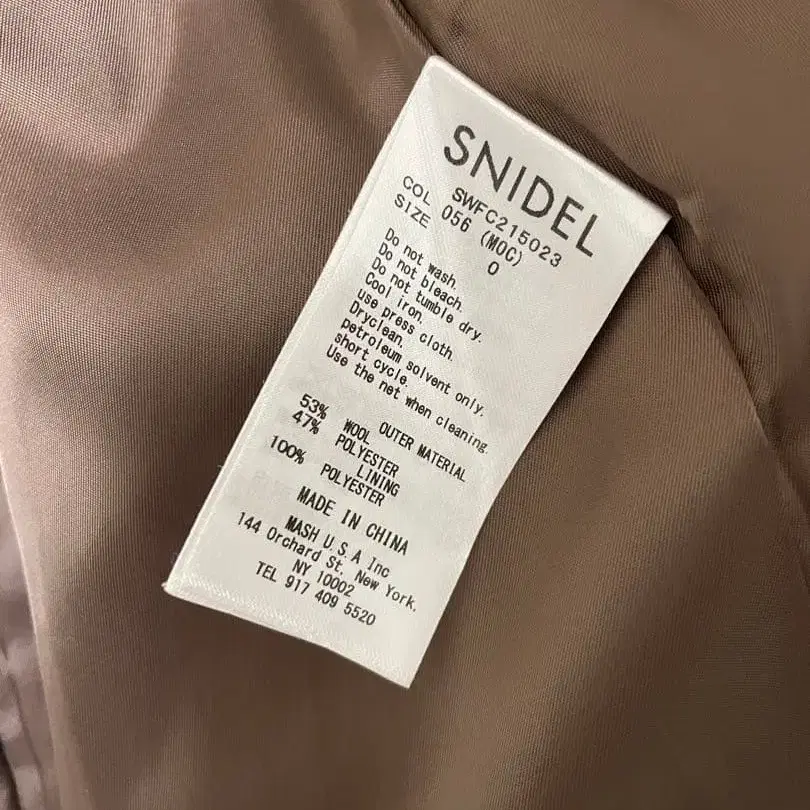 SNIDEL
SWFC215023
COL 056 (MOC)
SIZE 0
Do not wash.
Do not bleach.
Do not tumble dry.
Cool iron.
use press cloth.
Dryclean.
petroleum solvent only.
short cycle.
Use the net when cleaning.
OUTER MATERIAL
53% WOOL
47% POLYESTER
LINING
100% POLYESTER
MADE IN CHINA
MASH U.S.A Inc
144 Orchard St, New York,
NY 10002
TEL 917 409 5520